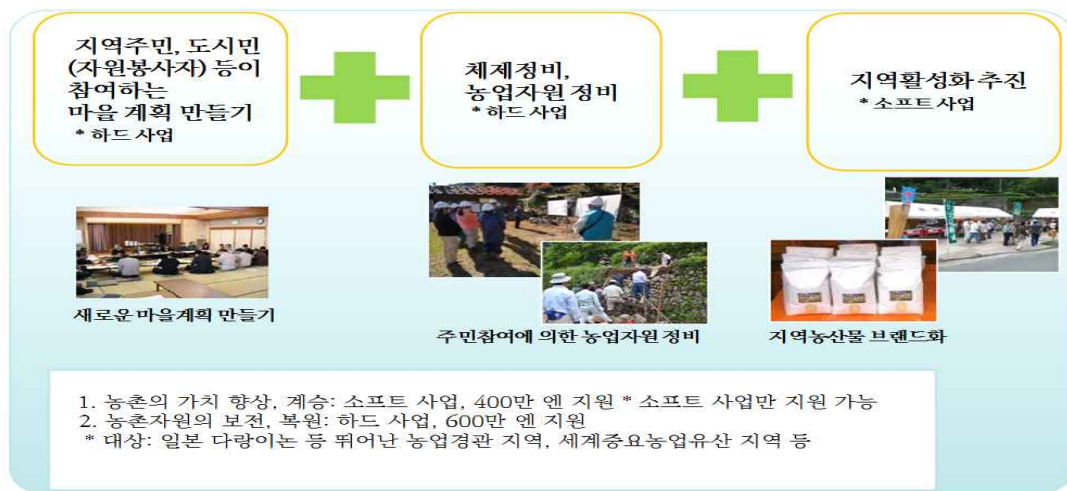 지역주민, 도시민
(자원봉사자) 등이
참여하는
마을 계획 만들기
* 하드 사업
체제정비,
농업자원 정비
* 하드 사업
지역활성화 추진
* 소프트 사업
새로운 마을계획 만들기
주민참여에 의한 농업자원 정비
지역농산물 브랜드화
1. 농촌의 가치 향상, 계승: 소프트 사업, 400만 엔 지원 * 소프트 사업만 지원 가능
2. 농촌자원의 보전, 복원: 하드 사업, 600만 엔 지원
* 대상: 일본 다랑이논 등 뛰어난 농업경관 지역, 세계중요농업유산 지역 등